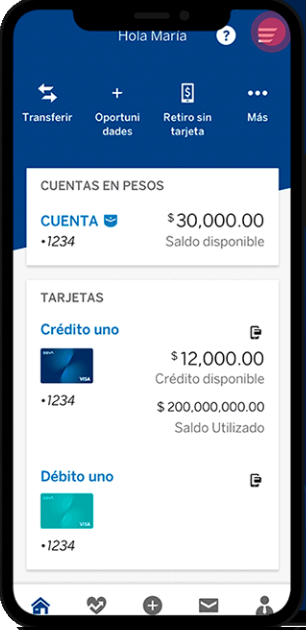 Hola María
?
Transferir
Oportuni
dades
Retiro sin
tarjeta
Más
CUENTAS EN PESOS
CUENTA
$30,000.00
•1234
Saldo disponible
TARJETAS
Crédito uno
BBVA
VISA
$12,000.00
Crédito disponible
•1234
$ 200,000,000.00
Saldo Utilizado
Débito uno
VISA
•1234